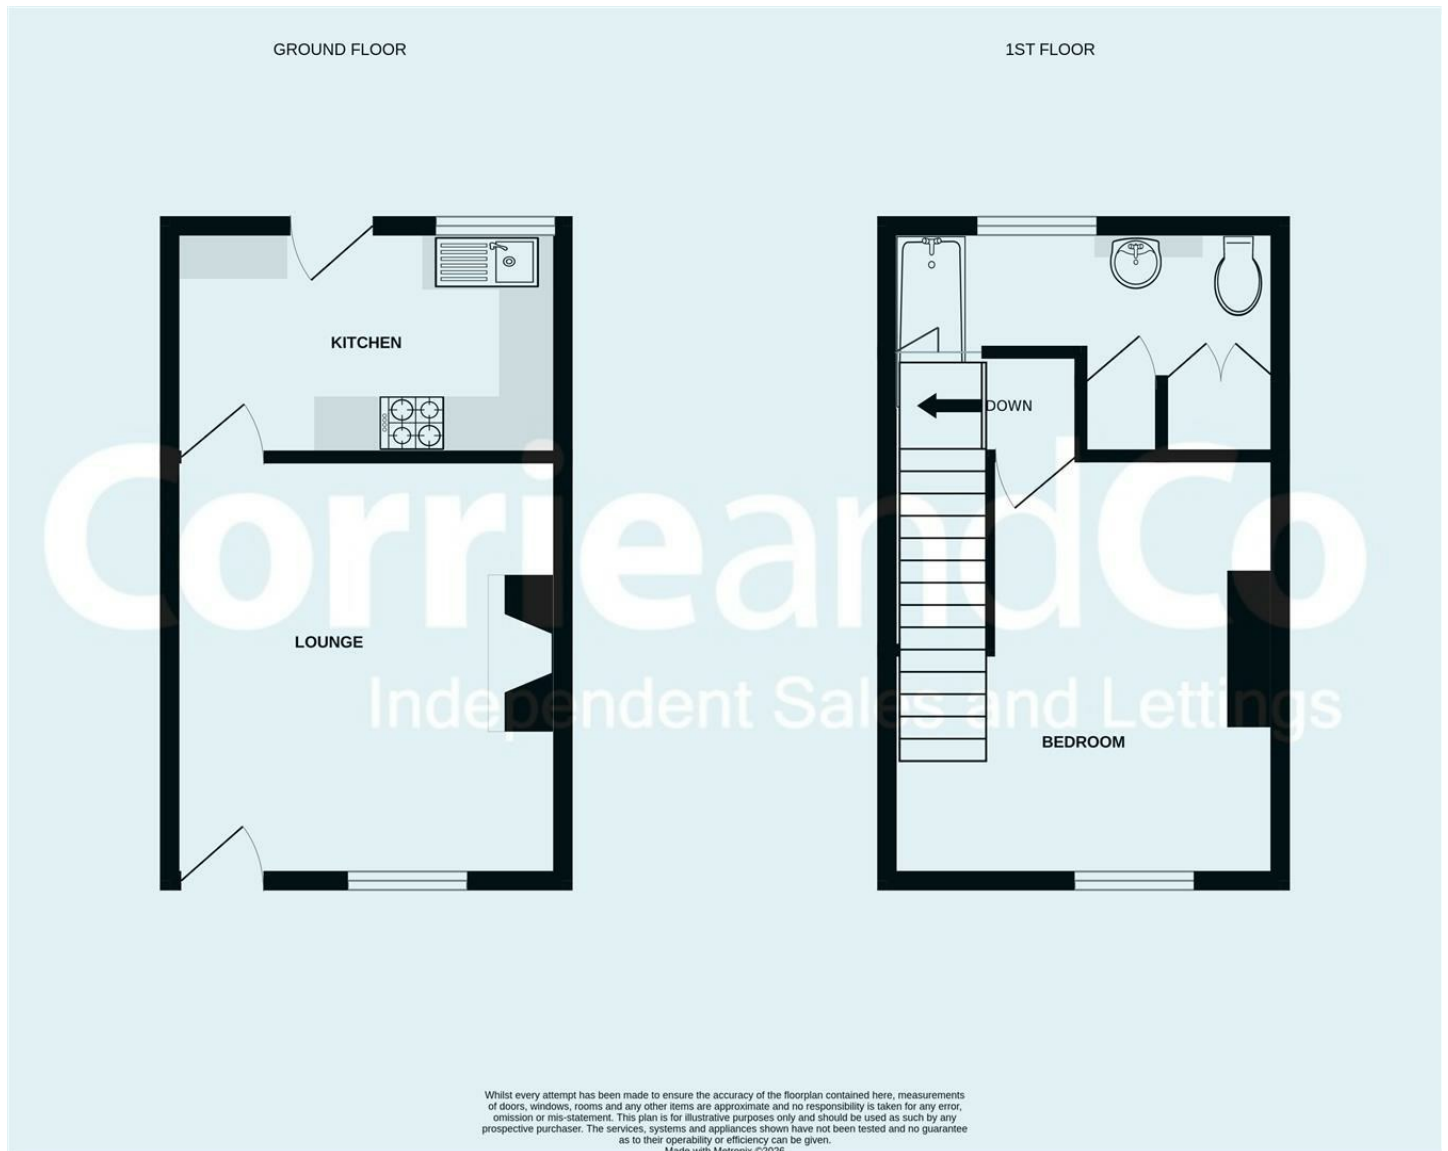 GROUND FLOOR
1ST FLOOR
KITCHEN
DOWN
LOUNGE
BEDROOM
CorrieandCo
Independent Sales and Lettings
Whilst every attempt has been made to ensure the accuracy of the floorplan contained here, measurements
of doors, windows, rooms and any other items are approximate and no responsibility is taken for any error,
omission or mis-statement. This plan is for illustrative purposes only and should be used as such by any
prospective purchaser. The services, systems and appliances shown have not been tested and no guarantee
as to their operability or efficiency can be given.
Made with Metropix ©2026